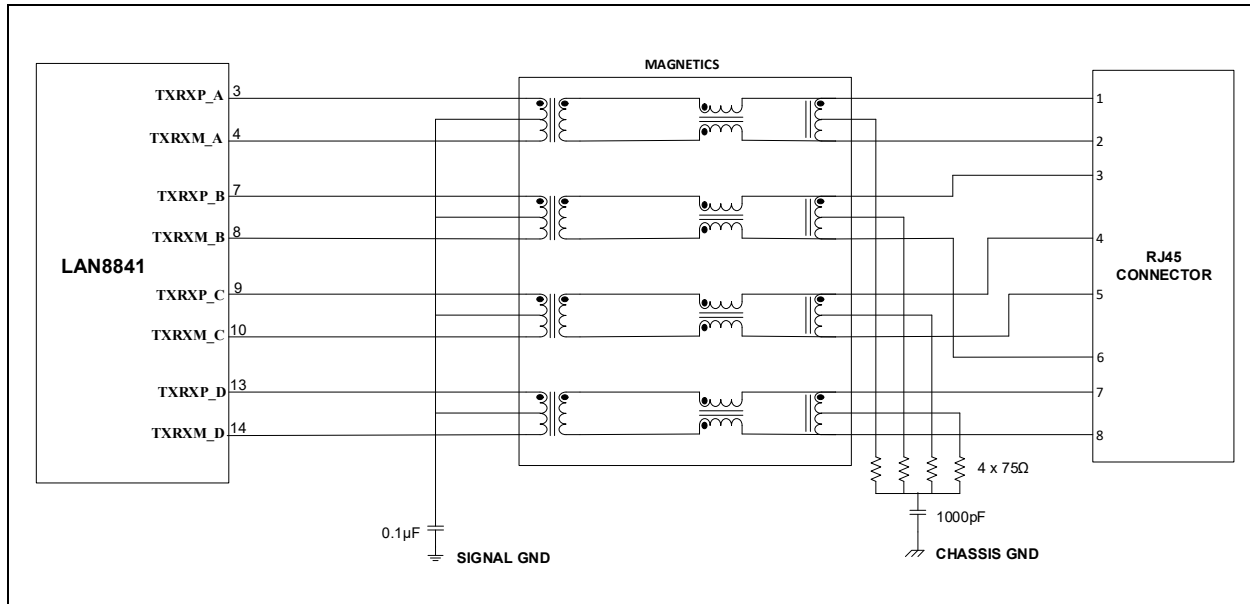 MAGNETICS
LAN8841
TXRXP_A 3
TXRXM_A 4
TXRXP_B 7
TXRXM_B 8
TXRXP_C 9
TXRXM_C 10
TXRXP_D 13
TXRXM_D 14
1
2
3
4
5
6
7
8
RJ45
CONNECTOR
4 x 75Ω
1000pF
CHASSIS GND
0.1µF
SIGNAL GND